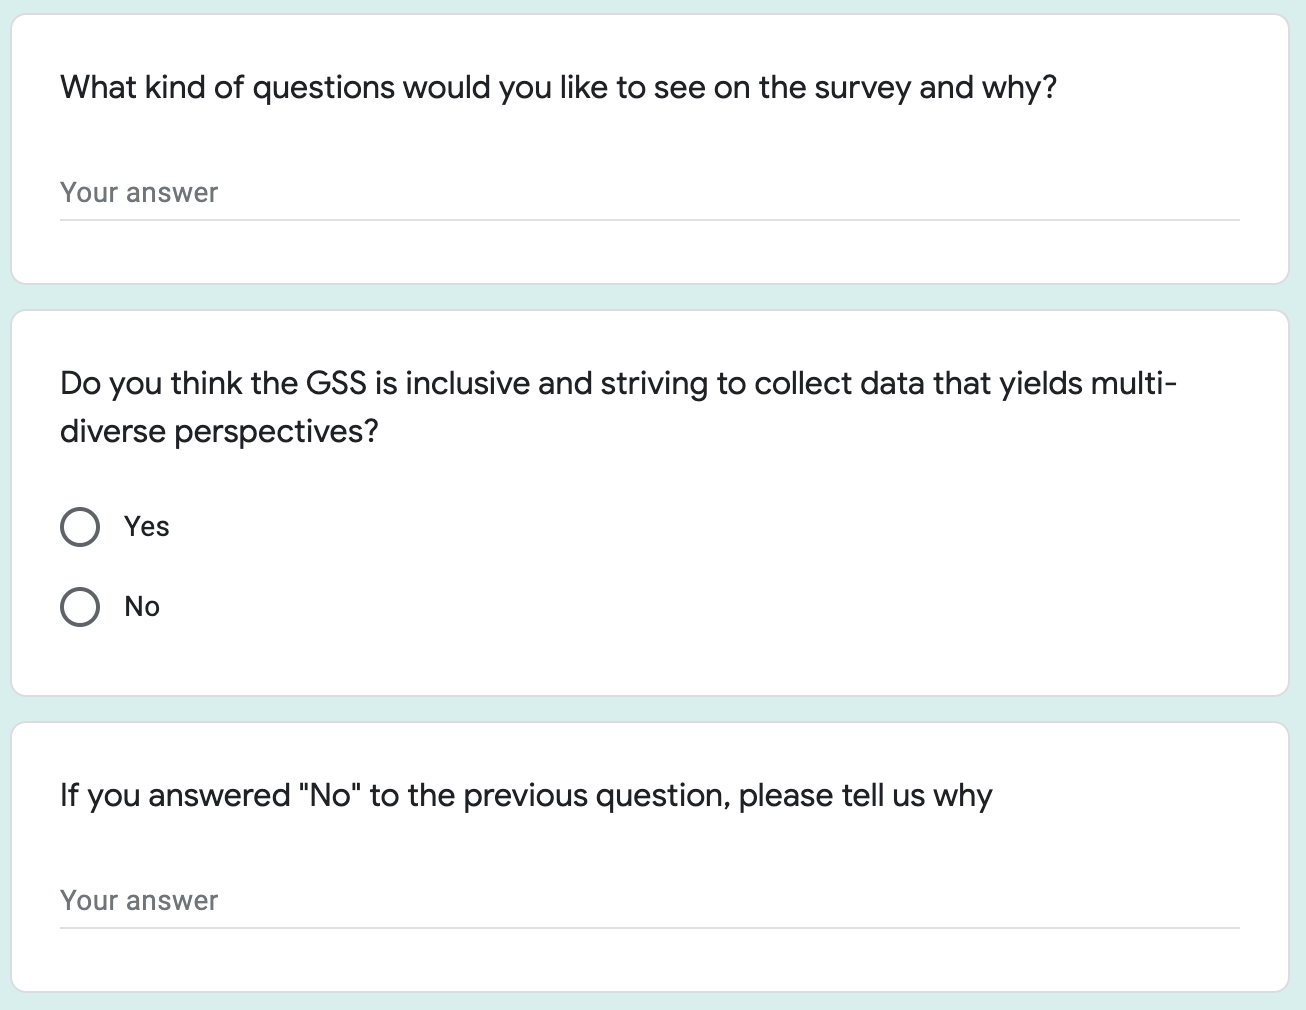 What kind of questions would you like to see on the survey and why?
Your answer
Do you think the GSS is inclusive and striving to collect data that yields multi-
diverse perspectives?
Yes
No
If you answered "No" to the previous question, please tell us why
Your answer